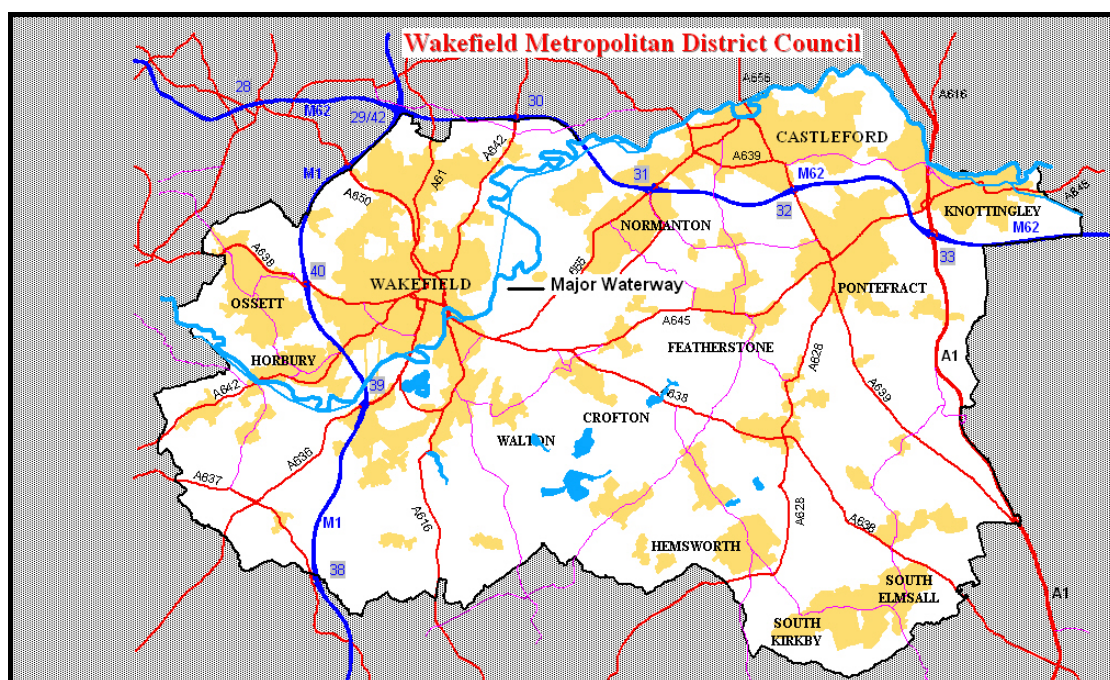 Wakefield Metropolitan District Council
A656
A616
28
M62
29/42
30
A642
CASTLEFORD
M1
A61
A639
31
M62
A650
32
A645
KNOTTINGLEY
NORMANTON
M62
A638
33
40
WAKEFIELD
Major Waterway
PONTEFRACT
OSSETT
A645
FEATHERSTONE
HORBURY
A628
A1
39
A642
A638
A639
CROFTON
WALTON
A636
A637
A628
M1
A616
A638
HEMSWORTH
38
SOUTH
ELMSALL
A1
SOUTH
KIRKBY